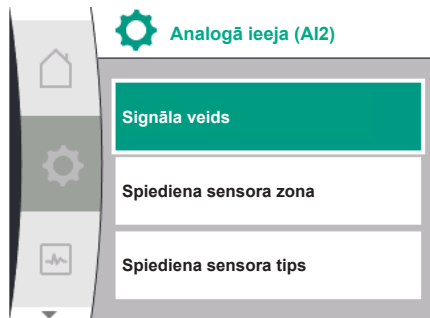 Analogā ieeja (AI2)
Signāla veids
Spiediena sensora zona
Spiediena sensora tips